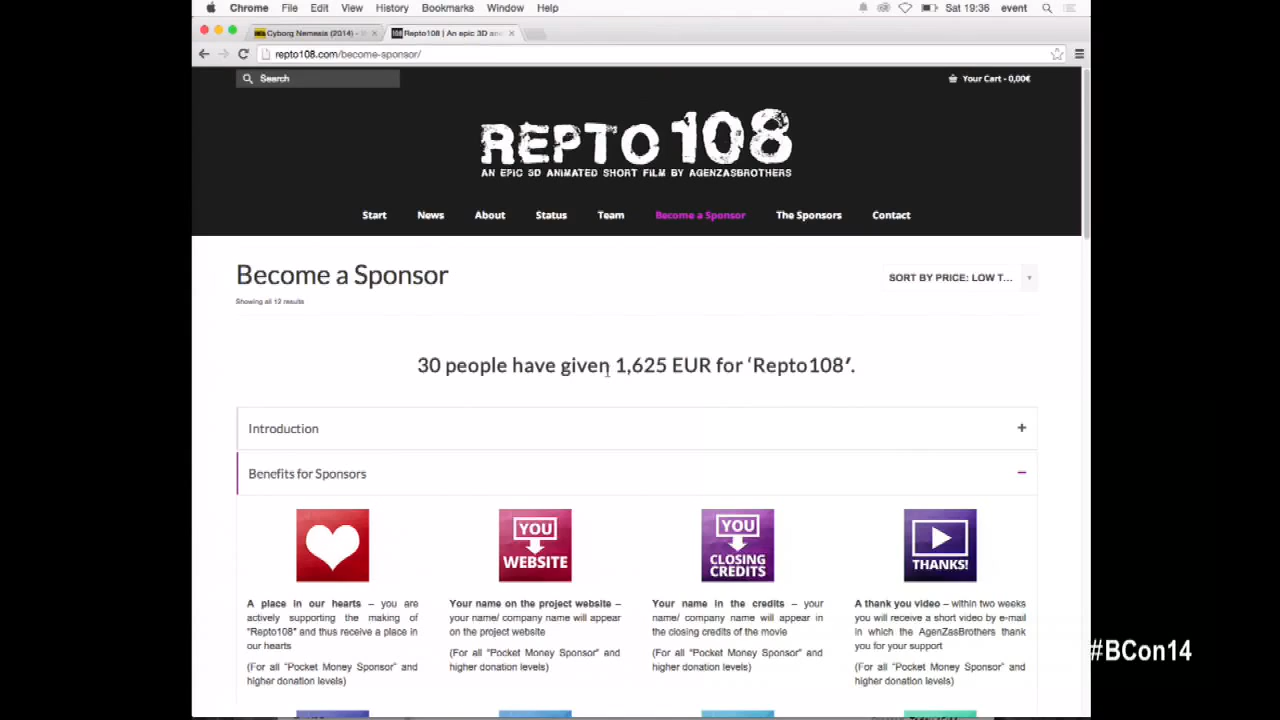 Chrome File Edit View History Bookmarks Window Help Sat 19:36 event
Cyborg Nemesis (2014) - Repto108 | An epic 3D ani
repto108.com/become-sponsor/
Search Your Cart - 0,00€
REPTO 108
AN EPIC 3D ANIMATED SHORT FILM BY AGENZASBROTHERS
Start News About Status Team Become a Sponsor The Sponsors Contact
Become a Sponsor
SORT BY PRICE: LOW T...
Showing all 12 results
30 people have given 1,625 EUR for ‘Repto108′.
Introduction +
Benefits for Sponsors −
YOU
WEBSITE
YOU
CLOSING
CREDITS
THANKS!
A place in our hearts – you are
actively supporting the making of
"Repto108" and thus receive a place in
our hearts
(For all "Pocket Money Sponsor" and
higher donation levels)
Your name on the project website –
your name/ company name will appear
on the project website
(For all "Pocket Money Sponsor" and
higher donation levels)
Your name in the credits – your
name/ company name will appear in
the closing credits of the movie
(For all "Pocket Money Sponsor" and
higher donation levels)
A thank you video – within two weeks
you will receive a short video by e-mail
in which the AgenZasBrothers thank
you for your support
(For all "Pocket Money Sponsor" and
higher donation levels)
#BCon14